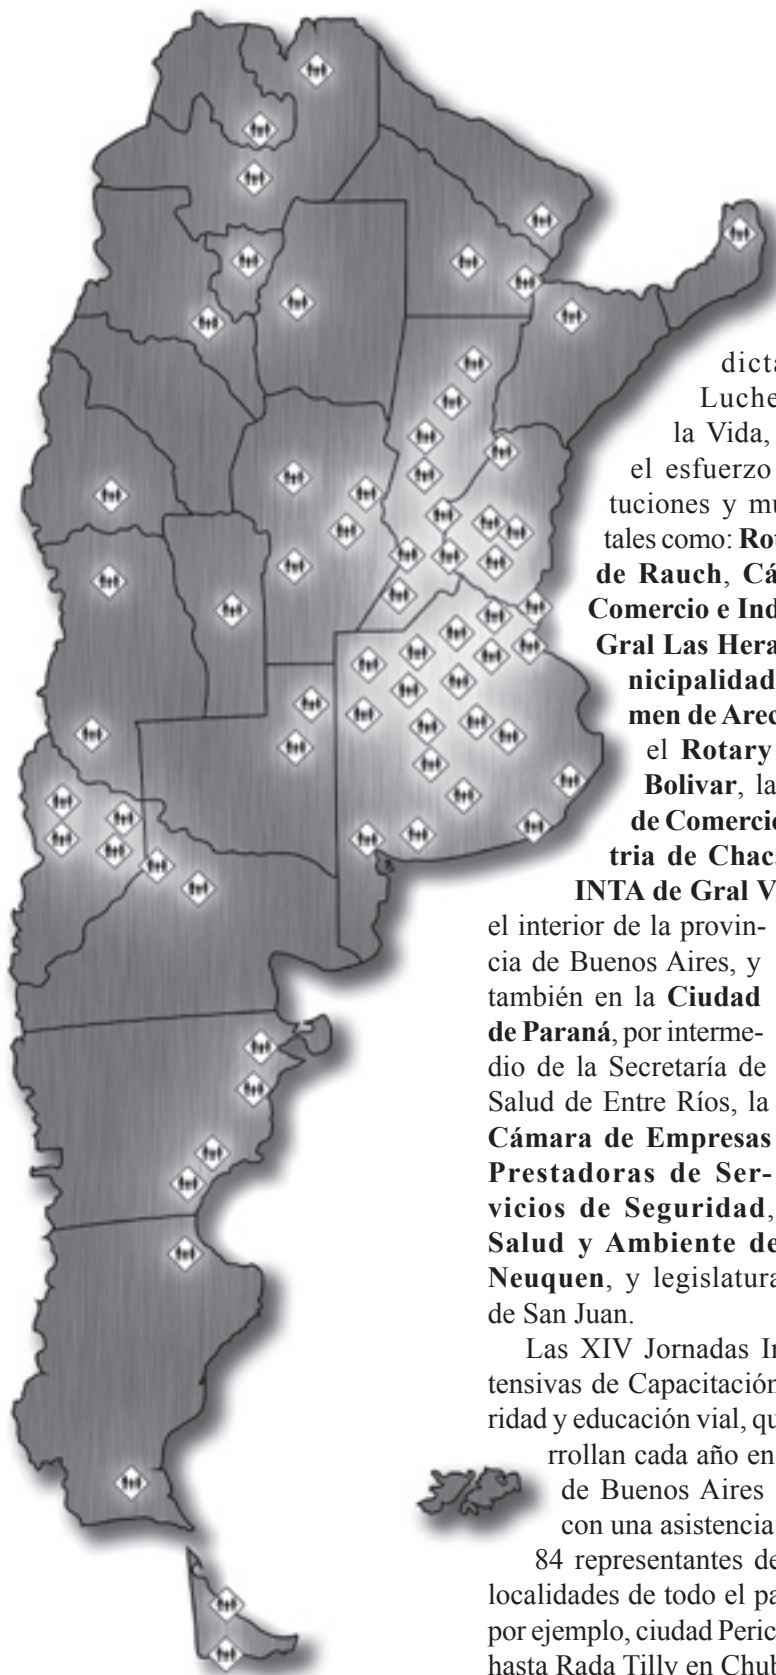 dicta
Luche
la Vida,
el esfuerzo
tuciones y mu
tales como: Rot
de Rauch, Cá
Comercio e Ind
Gral Las Hera
nicipalidad
men de Arec
el Rotary
Bolivar, la
de Comercio
tria de Chaca
INTA de Gral V
el interior de la provin-
cia de Buenos Aires, y
también en la Ciudad
de Paraná, por interme-
dio de la Secretaría de
Salud de Entre Ríos, la
Cámara de Empresas
Prestadoras de Ser-
vicios de Seguridad,
Salud y Ambiente de
Neuquen, y legislatura
de San Juan.
Las XIV Jornadas In
tensivas de Capacitación
ridad y educación vial, qu
rrollan cada año en
de Buenos Aires
con una asistencia
84 representantes de
localidades de todo el pa
por ejemplo, ciudad Peric
hasta Rada Tilly en Chub